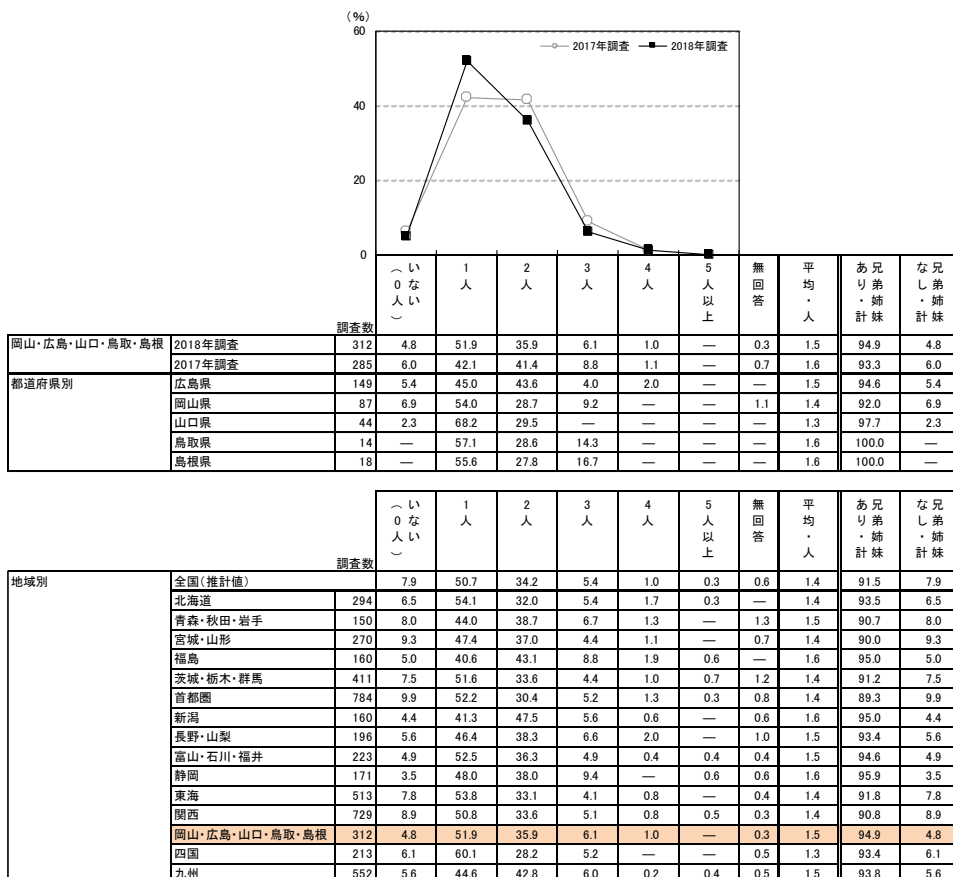 (%)
60
2017年調査 2018年調査
40
20
0
調査数 いない(0人) 1人 2人 3人 4人 5人以上 無回答 平均・人 兄弟姉妹あり・計 兄弟姉妹なし・計
岡山・広島・山口・鳥取・島根 2018年調査 312 4.8 51.9 35.9 6.1 1.0 — 0.3 1.5 94.9 4.8
2017年調査 285 6.0 42.1 41.4 8.8 1.1 — 0.7 1.6 93.3 6.0
都道府県別 広島県 149 5.4 45.0 43.6 4.0 2.0 — — 1.5 94.6 5.4
岡山県 87 6.9 54.0 28.7 9.2 — — 1.1 1.4 92.0 6.9
山口県 44 2.3 68.2 29.5 — — — — 1.3 97.7 2.3
鳥取県 14 — 57.1 28.6 14.3 — — — 1.6 100.0 —
島根県 18 — 55.6 27.8 16.7 — — — 1.6 100.0 —
調査数 いない(0人) 1人 2人 3人 4人 5人以上 無回答 平均・人 兄弟姉妹あり・計 兄弟姉妹なし・計
地域別 全国(推計値) 7.9 50.7 34.2 5.4 1.0 0.3 0.6 1.4 91.5 7.9
北海道 294 6.5 54.1 32.0 5.4 1.7 0.3 — 1.4 93.5 6.5
青森・秋田・岩手 150 8.0 44.0 38.7 6.7 1.3 — 1.3 1.5 90.7 8.0
宮城・山形 270 9.3 47.4 37.0 4.4 1.1 — 0.7 1.4 90.0 9.3
福島 160 5.0 40.6 43.1 8.8 1.9 0.6 — 1.6 95.0 5.0
茨城・栃木・群馬 411 7.5 51.6 33.6 4.4 1.0 0.7 1.2 1.4 91.2 7.5
首都圏 784 9.9 52.2 30.4 5.2 1.3 0.3 0.8 1.4 89.3 9.9
新潟 160 4.4 41.3 47.5 5.6 0.6 — 0.6 1.6 95.0 4.4
長野・山梨 196 5.6 46.4 38.3 6.6 2.0 — 1.0 1.5 93.4 5.6
富山・石川・福井 223 4.9 52.5 36.3 4.9 0.4 0.4 0.4 1.5 94.6 4.9
静岡 171 3.5 48.0 38.0 9.4 — 0.6 0.6 1.6 95.9 3.5
東海 513 7.8 53.8 33.1 4.1 0.8 — 0.4 1.4 91.8 7.8
関西 729 8.9 50.8 33.6 5.1 0.8 0.5 0.3 1.4 90.8 8.9
岡山・広島・山口・鳥取・島根 312 4.8 51.9 35.9 6.1 1.0 — 0.3 1.5 94.9 4.8
四国 213 6.1 60.1 28.2 5.2 — — 0.5 1.3 93.4 6.1
九州 552 5.6 44.6 42.8 6.0 0.2 0.4 0.5 1.5 93.8 5.6